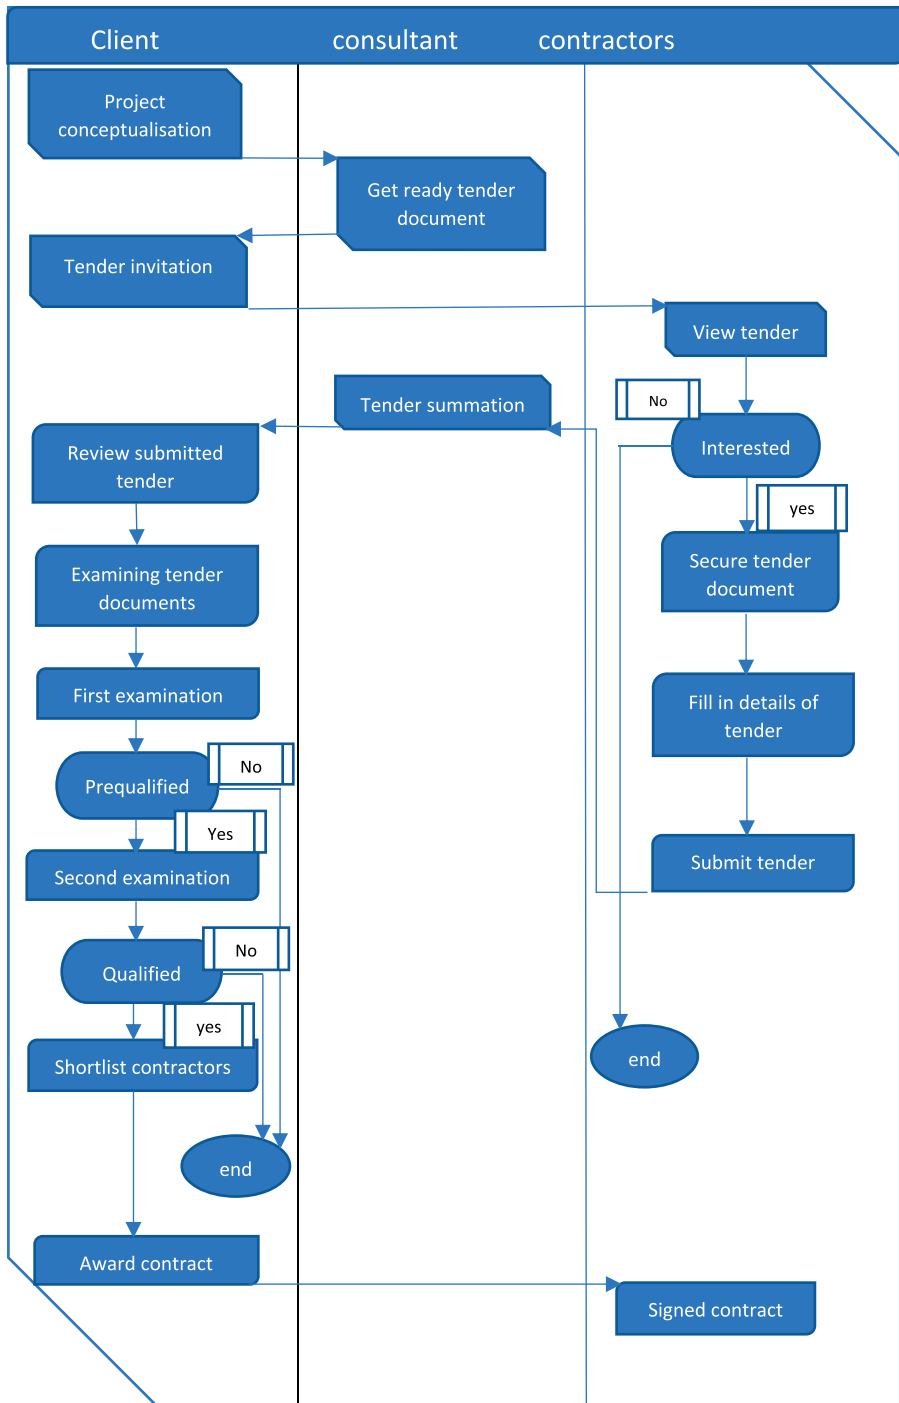 Client consultant contractors
Project
conceptualisation
Get ready tender
document
Tender invitation
View tender
No
Tender summation
Interested
Review submitted
tender
yes
Secure tender
document
Examining tender
documents
First examination
Fill in details of
tender
No
Prequalified
Yes
Second examination
Submit tender
No
Qualified
yes
Shortlist contractors
end
end
Award contract
Signed contract